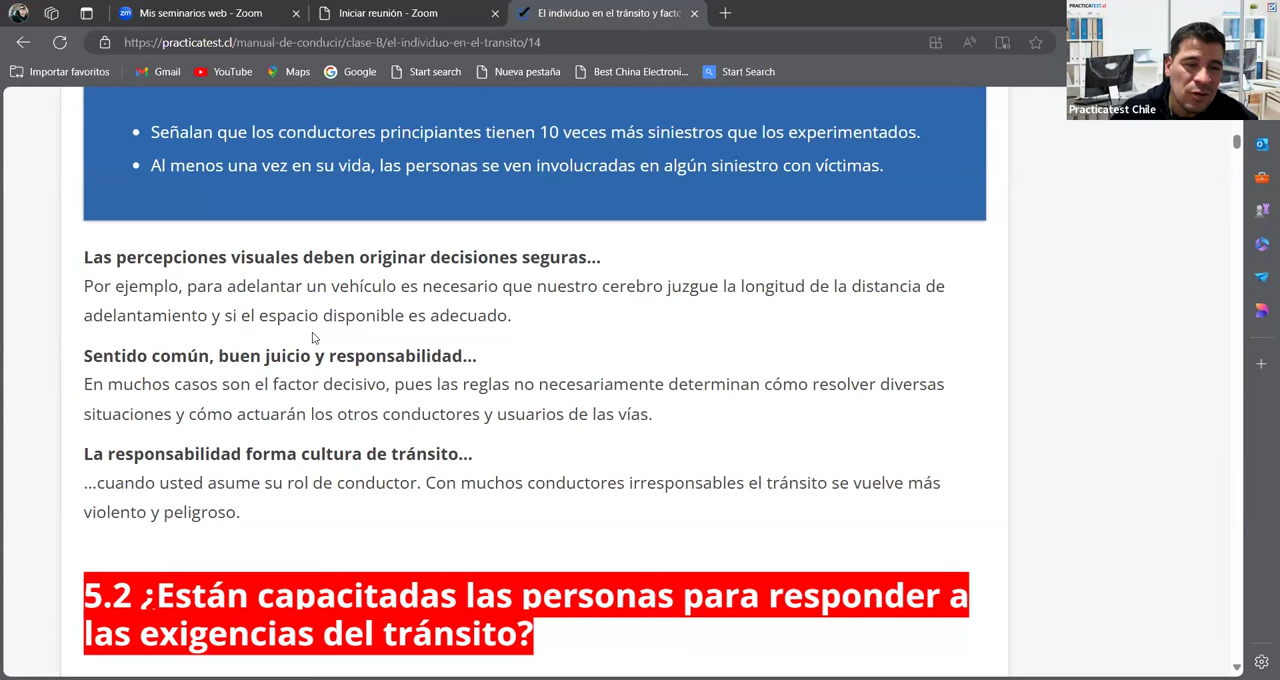 Mis seminarios web - Zoom
Iniciar reunión - Zoom
El individuo en el tránsito y facto
https://practicatest.cl/manual-de-conducir/clase-B/el-individuo-en-el-transito/14
Importar favoritos
Gmail
YouTube
Maps
Google
Start search
Nueva pestaña
Best China Electroni...
Start Search
PRACTICATEST.cl
Practicatest Chile
• Señalan que los conductores principiantes tienen 10 veces más siniestros que los experimentados.
• Al menos una vez en su vida, las personas se ven involucradas en algún siniestro con víctimas.
Las percepciones visuales deben originar decisiones seguras...
Por ejemplo, para adelantar un vehículo es necesario que nuestro cerebro juzgue la longitud de la distancia de
adelantamiento y si el espacio disponible es adecuado.
Sentido común, buen juicio y responsabilidad...
En muchos casos son el factor decisivo, pues las reglas no necesariamente determinan cómo resolver diversas
situaciones y cómo actuarán los otros conductores y usuarios de las vías.
La responsabilidad forma cultura de tránsito...
...cuando usted asume su rol de conductor. Con muchos conductores irresponsables el tránsito se vuelve más
violento y peligroso.
5.2 ¿Están capacitadas las personas para responder a
las exigencias del tránsito?